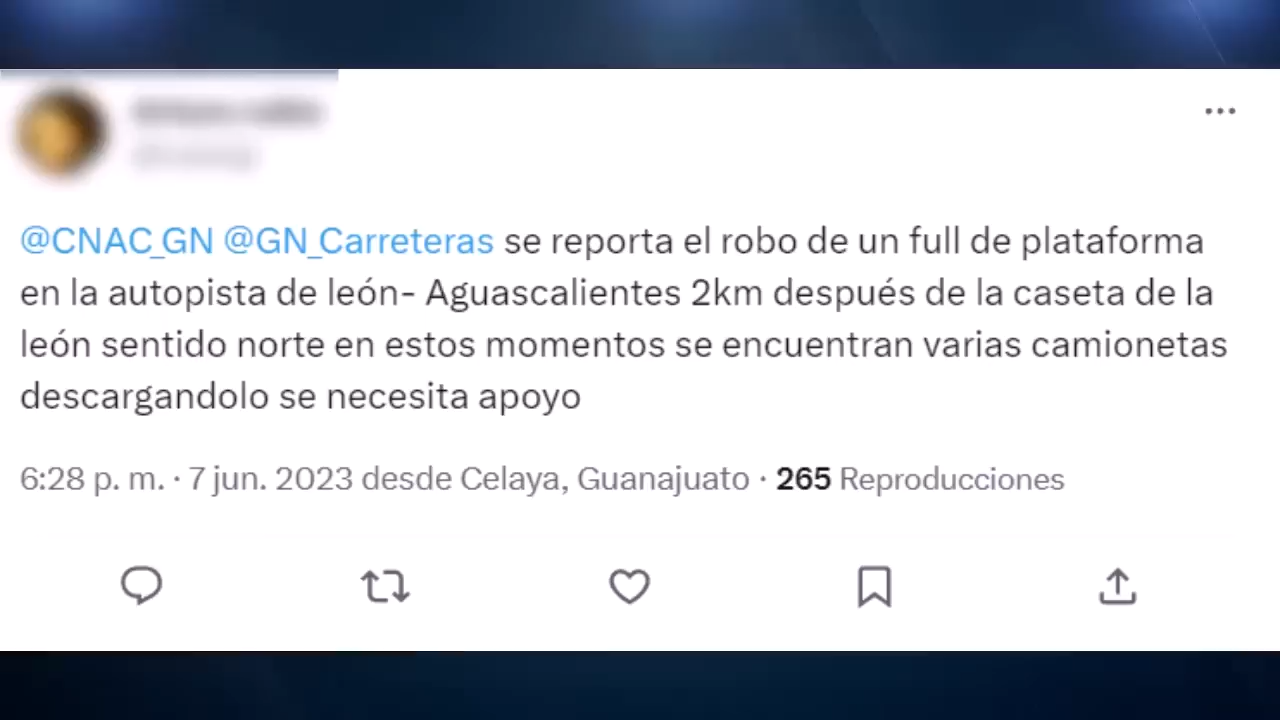 @CNAC_GN @GN_Carreteras se reporta el robo de un full de plataforma
en la autopista de león- Aguascalientes 2km después de la caseta de la
león sentido norte en estos momentos se encuentran varias camionetas
descargandolo se necesita apoyo
6:28 p. m. · 7 jun. 2023 desde Celaya, Guanajuato · 265 Reproducciones